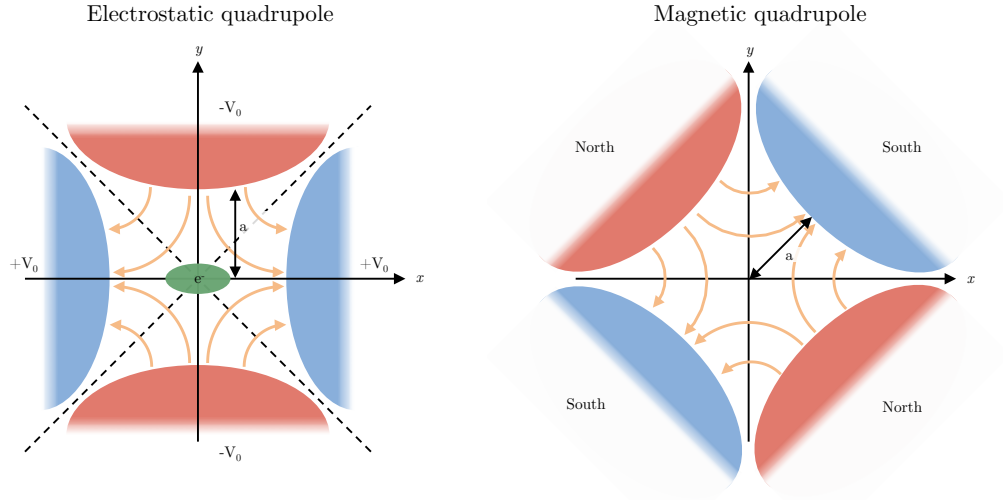 Electrostatic quadrupole
y
-V₀
a
+V₀
e⁻
+V₀
x
-V₀
Magnetic quadrupole
y
North
South
a
x
South
North